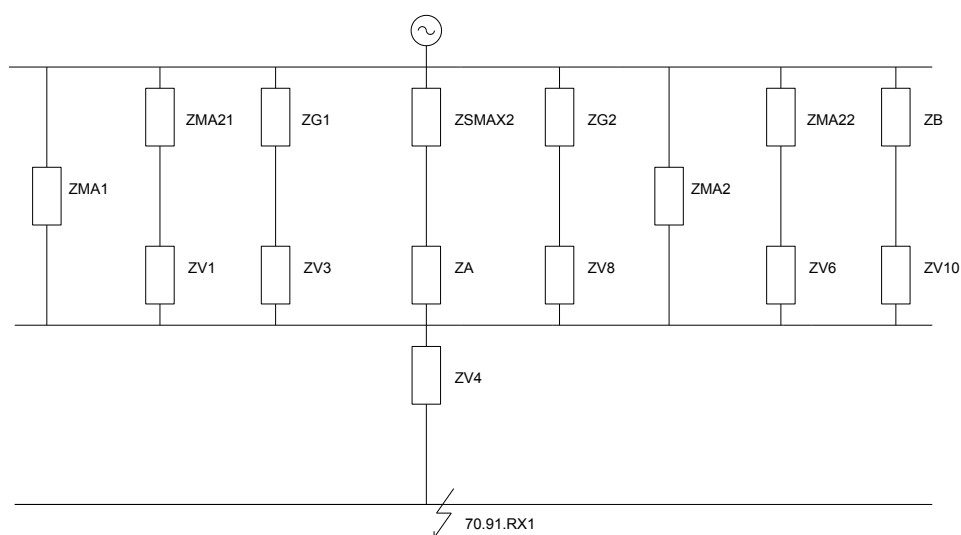 ZMA21
ZG1
ZSMAX2
ZG2
ZMA22
ZB
ZMA1
ZMA2
ZV1
ZV3
ZA
ZV8
ZV6
ZV10
ZV4
70.91.RX1